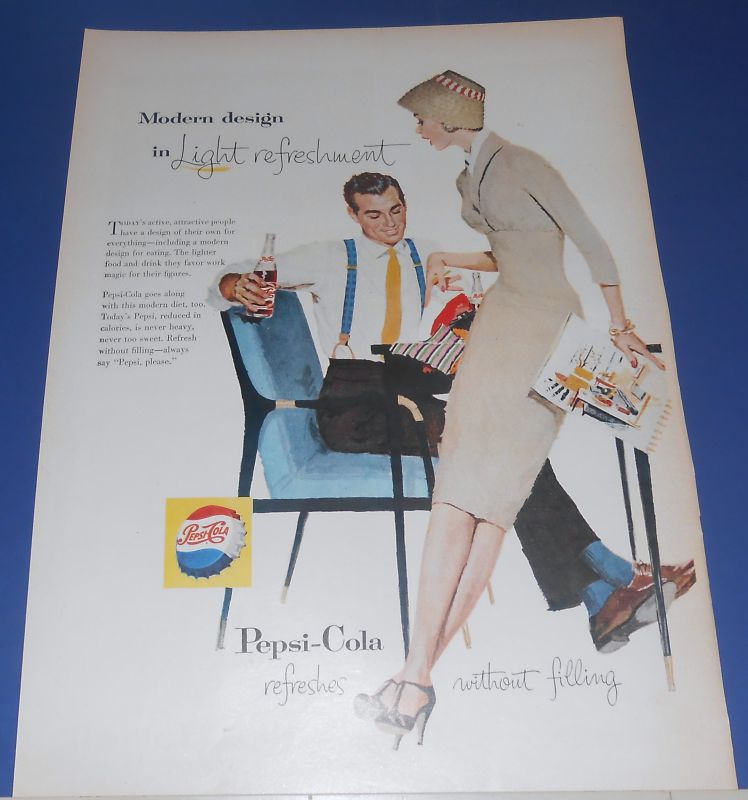 Modern design
in Light refreshment
TODAY's active, attractive people
have a design of their own for
everything—including a modern
design for eating. The lighter
food and drink they favor work
magic for their figures.
Pepsi-Cola goes along
with this modern diet, too.
Today's Pepsi, reduced in
calories, is never heavy,
never too sweet. Refresh
without filling—always
say "Pepsi, please."
PEPSI-COLA
Pepsi-Cola
refreshes without filling